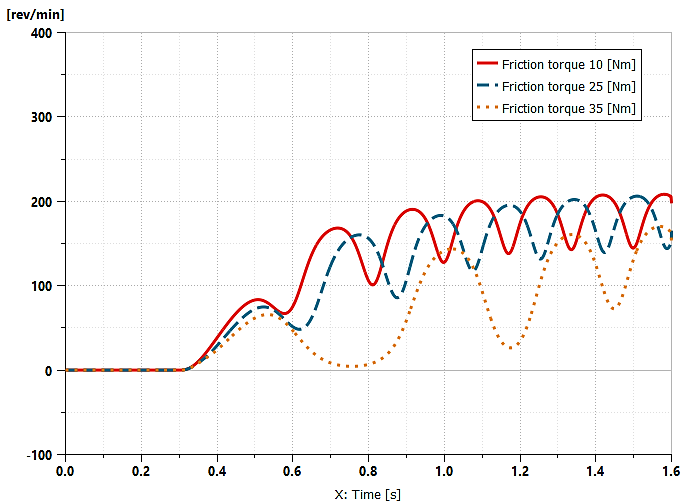 [rev/min]
400
300
200
100
0
-100
Friction torque 10 [Nm]
Friction torque 25 [Nm]
Friction torque 35 [Nm]
0.0 0.2 0.4 0.6 0.8 1.0 1.2 1.4 1.6
X: Time [s]